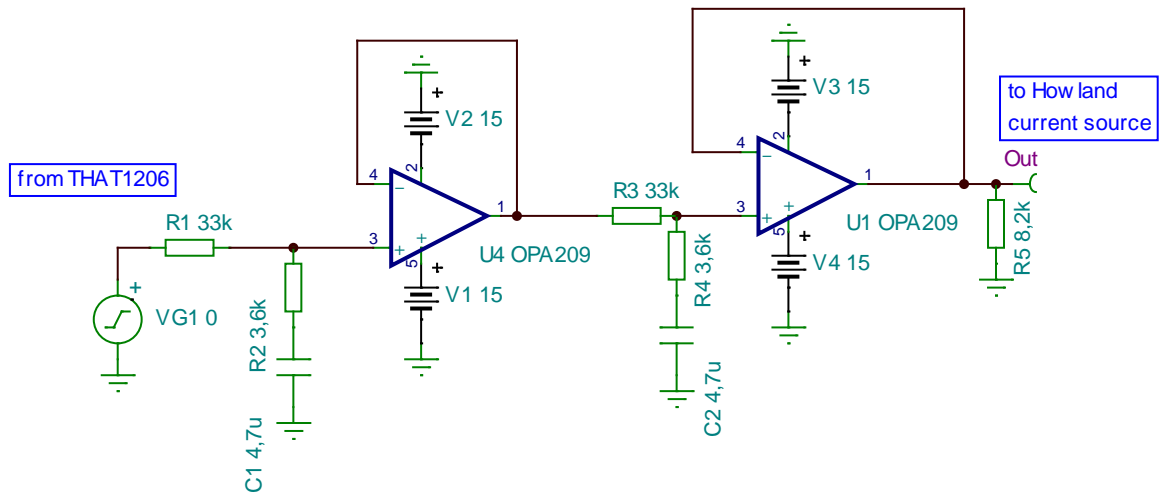 from THAT1206
R1 33k
VG1 0
+
R2 3,6k
C1 4,7u
V2 15
+
4
2
3
5
1
−
+
+
U4 OPA209
V1 15
+
R3 33k
R4 3,6k
C2 4,7u
V3 15
+
4
2
3
5
1
−
+
+
U1 OPA209
V4 15
+
to Howland
current source
Out
R5 8,2k